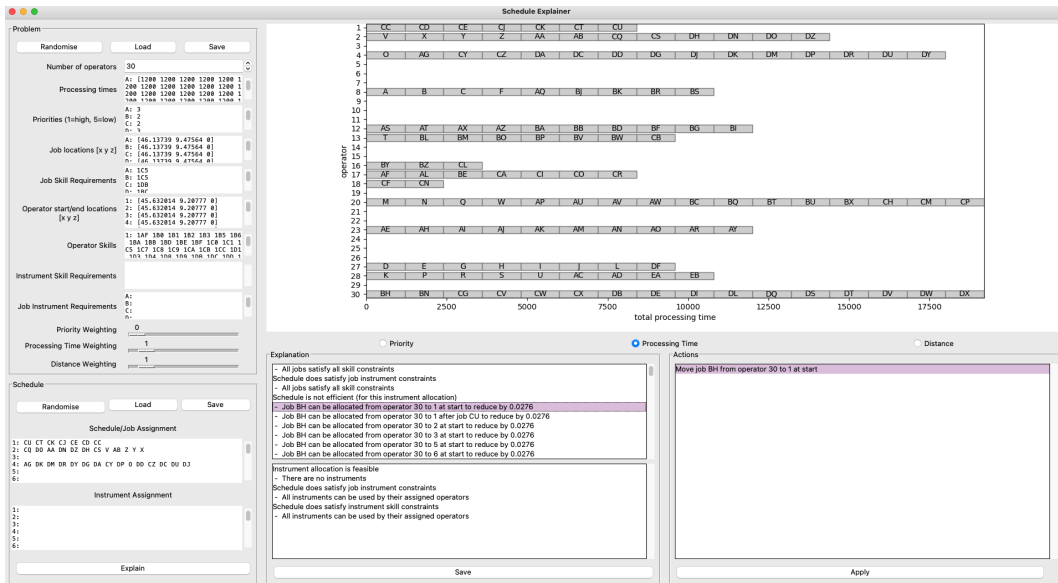 Schedule Explainer
Problem
Randomise Load Save
Number of operators 30
Processing times
A: [1200 1200 1200 1200 1200 1
200 1200 1200 1200 1200 1200 1
200 1200 1200 1200 1200 1200 1
200 1200 1200 1200 1200 1200 1
Priorities (1=high, 5=low)
A: 3
B: 2
C: 2
D: 3
Job locations [x y z]
A: [46.13739 9.47564 0]
B: [46.13739 9.47564 0]
C: [46.13739 9.47564 0]
D: [46.13739 9.47564 0]
Job Skill Requirements
A: 1C5
B: 1C5
C: 1DB
D: 1BC
Operator start/end locations
[x y z]
1: [45.632014 9.20777 0]
2: [45.632014 9.20777 0]
3: [45.632014 9.20777 0]
4: [45.632014 9.20777 0]
Operator Skills
1: 1AF 1B0 1B1 1B2 1B3 1B5 1B6
1BA 1BB 1BD 1BE 1BF 1C0 1C1 1
C5 1C7 1C8 1C9 1CA 1CB 1CC 1D1
1D3 1D4 1D8 1D9 1DB 1DC 1DD 1
Instrument Skill Requirements
Job Instrument Requirements
A:
B:
C:
D:
Priority Weighting 0
Processing Time Weighting 1
Distance Weighting 1
Schedule
Randomise Load Save
Schedule/Job Assignment
1: CU CT CK CJ CE CD CC
2: CQ DO AA DN DZ DH CS V AB Z Y X
3:
4: AG DK DM DR DY DG DA CY DP O DD CZ DC DU DJ
5:
6:
Instrument Assignment
1:
2:
3:
4:
5:
6:
Explain
operator
1 CC CD CE CJ CK CT CU
2 V X Y Z AA AB CQ CS DH DN DO DZ
3
4 O AG CY CZ DA DC DD DG DJ DK DM DP DR DU DY
5
6
7
8 A B C F AQ BJ BK BR BS
9
10
11
12 AS AT AX AZ BA BB BD BF BG BI
13 T BL BM BO BP BV BW CB
14
15
16 BY BZ CL
17 AF AL BE CA CI CO CR
18 CF CN
19
20 M N Q W AP AU AV AW BC BQ BT BU BX CH CM CP
21
22
23 AE AH AI AJ AK AM AN AO AR AY
24
25
26
27 D E G H I J L DF
28 K P R S U AC AD EA EB
29
30 BH BN CG CV CW CX DB DE DI DL DQ DS DT DV DW DX
0 2500 5000 7500 10000 12500 15000 17500
total processing time
Priority Processing Time Distance
Explanation
- All jobs satisfy all skill constraints
Schedule does satisfy job instrument constraints
- All jobs satisfy all skill constraints
Schedule is not efficient (for this instrument allocation)
- Job BH can be allocated from operator 30 to 1 at start to reduce by 0.0276
- Job BH can be allocated from operator 30 to 1 after job CU to reduce by 0.0276
- Job BH can be allocated from operator 30 to 2 at start to reduce by 0.0276
- Job BH can be allocated from operator 30 to 3 at start to reduce by 0.0276
- Job BH can be allocated from operator 30 to 5 at start to reduce by 0.0276
- Job BH can be allocated from operator 30 to 6 at start to reduce by 0.0276
Instrument allocation is feasible
- There are no instruments
Schedule does satisfy job instrument constraints
- All instruments can be used by their assigned operators
Schedule does satisfy instrument skill constraints
- All instruments can be used by their assigned operators
Save
Actions
Move job BH from operator 30 to 1 at start
Apply